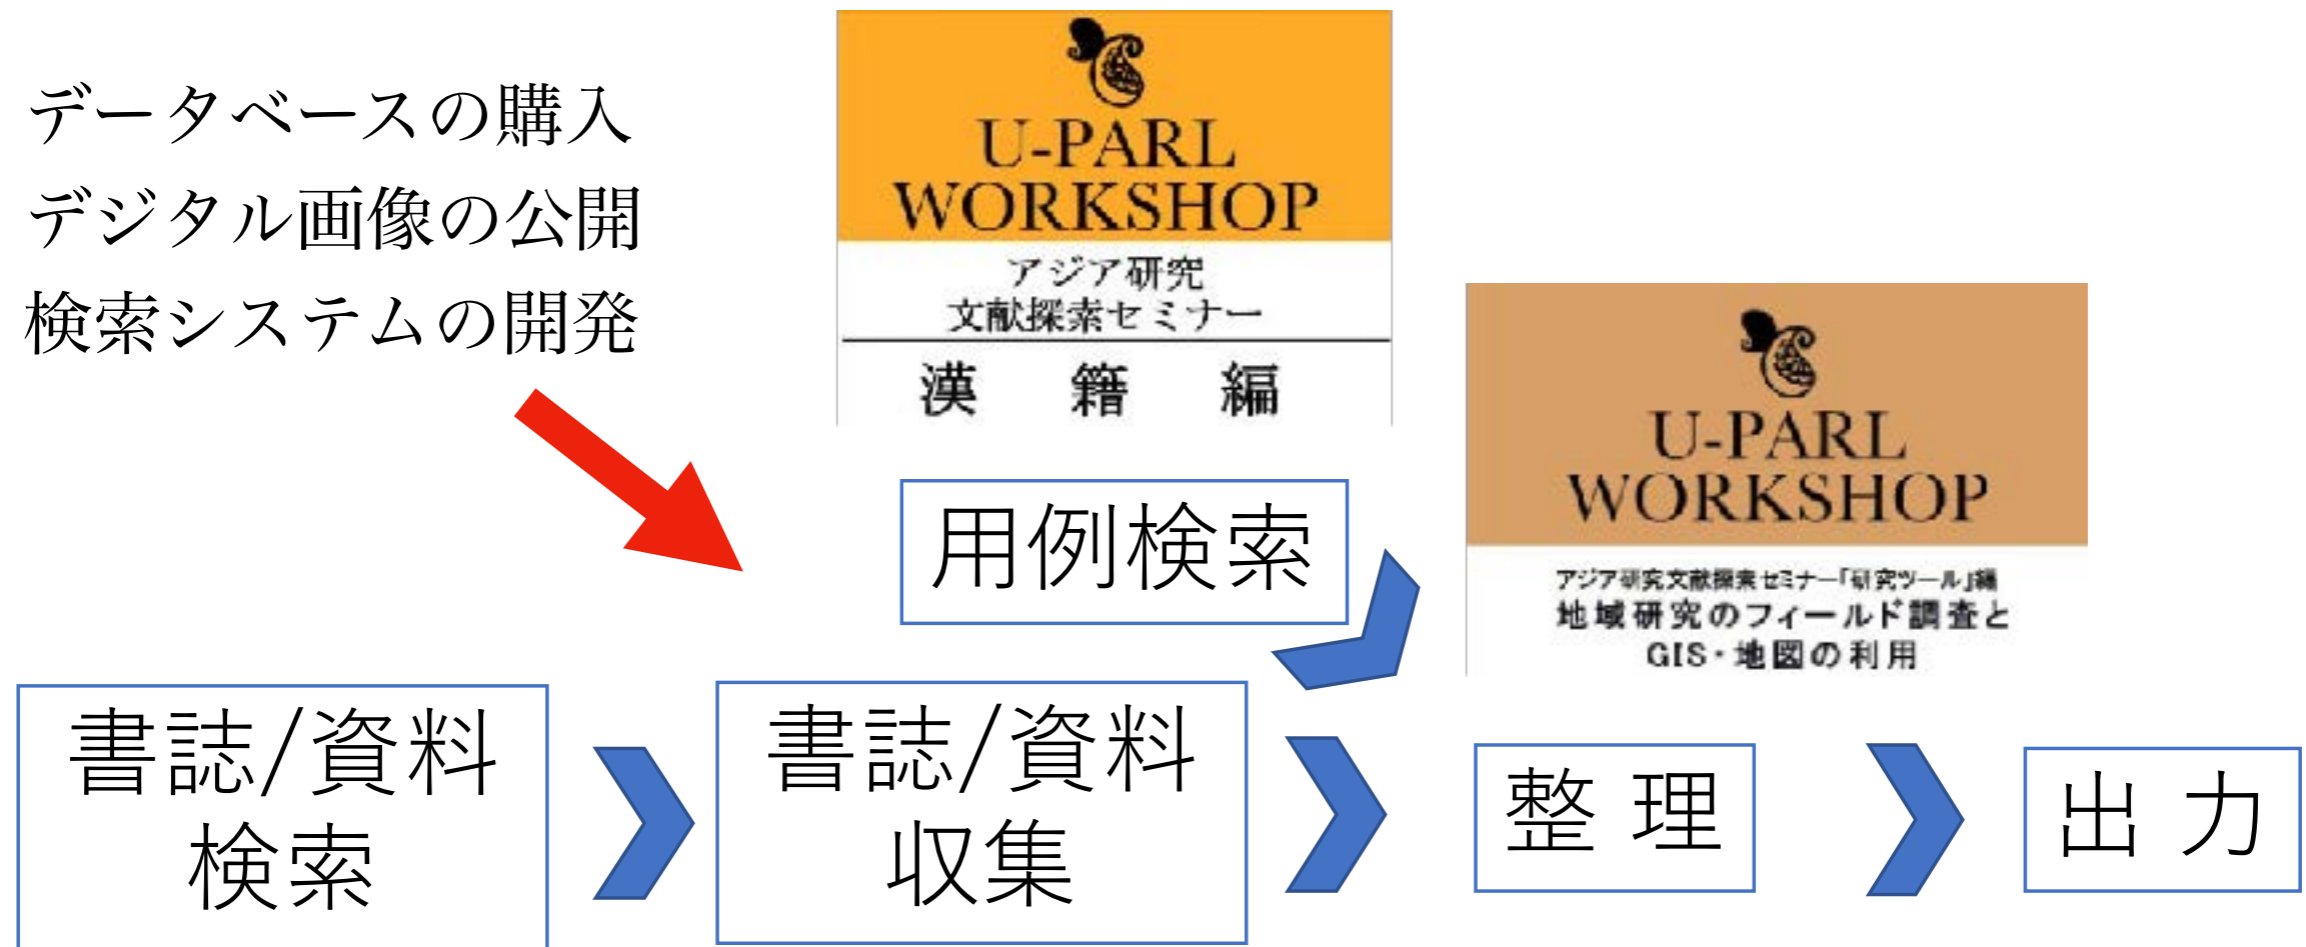 データベースの購入
デジタル画像の公開
検索システムの開発
U-PARL
WORKSHOP
アジア研究
文献探索セミナー
漢 籍 編
U-PARL
WORKSHOP
アジア研究文献探索セミナー「研究ツール」編
地域研究のフィールド調査と
GIS・地図の利用
用例検索
書誌/資料
検索
書誌/資料
収集
整 理
出 力